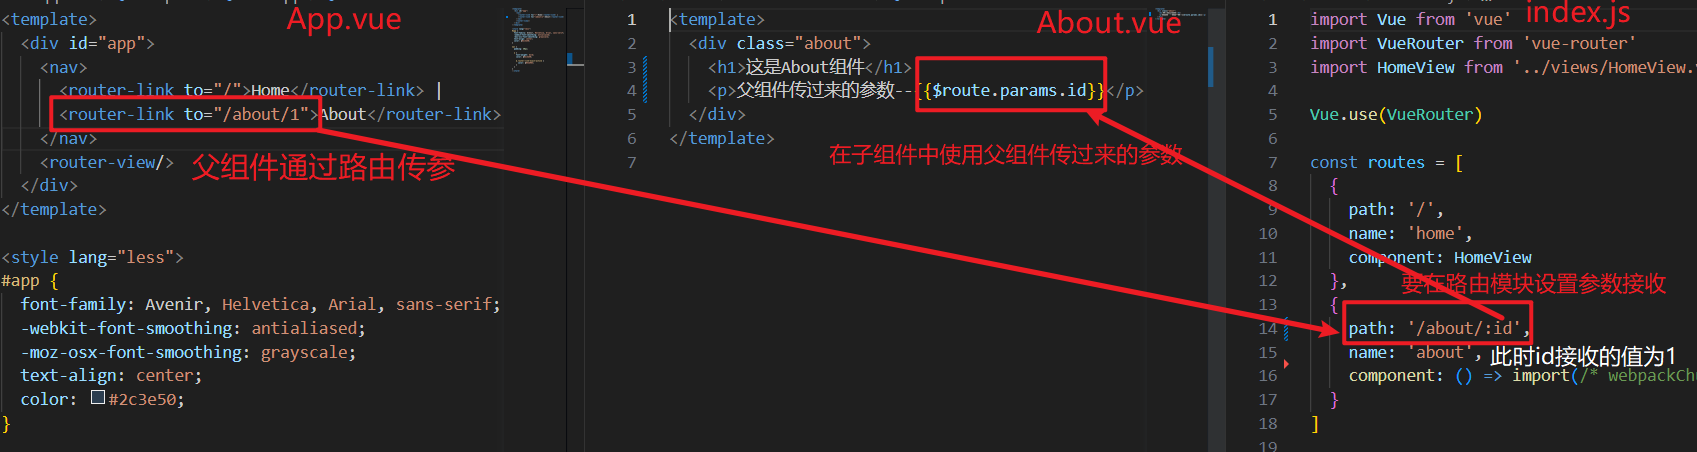 App.vue
<template>
<div id="app">
<nav>
<router-link to="/">Home</router-link> |
<router-link to="/about/1">About</router-link>
</nav>
<router-view/>
父组件通过路由传参
</div>
</template>
<style lang="less">
#app {
font-family: Avenir, Helvetica, Arial, sans-serif;
-webkit-font-smoothing: antialiased;
-moz-osx-font-smoothing: grayscale;
text-align: center;
color: #2c3e50;
}
About.vue
1 <template>
2 <div class="about">
3 <h1>这是About组件</h1>
4 <p>父组件传过来的参数--{{$route.params.id}}</p>
5 </div>
6 </template>
7
在子组件中使用父组件传过来的参数
index.js
1 import Vue from 'vue'
2 import VueRouter from 'vue-router'
3 import HomeView from '../views/HomeView.
4
5 Vue.use(VueRouter)
6
7 const routes = [
8 {
9 path: '/',
10 name: 'home',
11 component: HomeView
12 },
要在路由模块设置参数接收
13 {
14 path: '/about/:id',
15 name: 'about',
此时id接收的值为1
16 component: () => import(/* webpackChu
17 }
18 ]
19